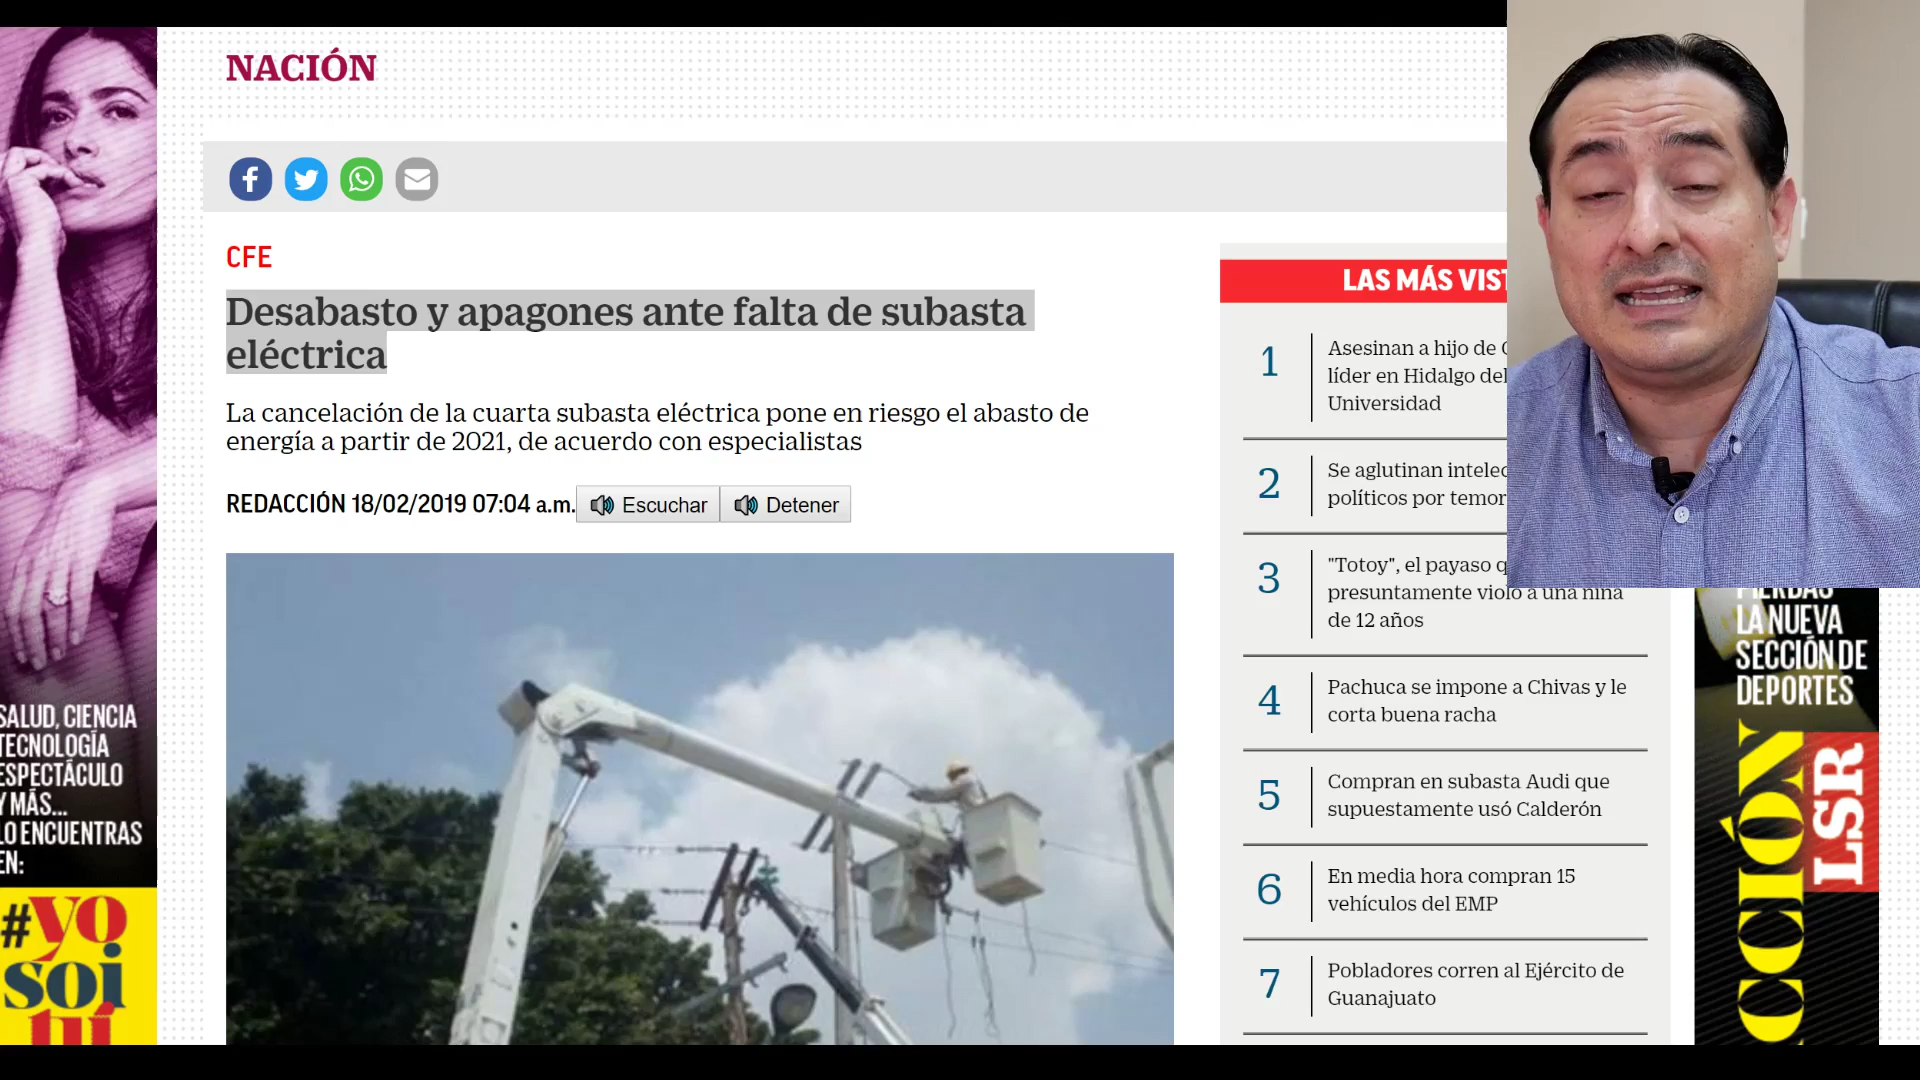 NACIÓN
CFE
Desabasto y apagones ante falta de subasta
eléctrica
La cancelación de la cuarta subasta eléctrica pone en riesgo el abasto de
energía a partir de 2021, de acuerdo con especialistas
REDACCIÓN 18/02/2019 07:04 a.m.
Escuchar
Detener
LAS MÁS
1
Asesinan a hijo de
líder en Hidalgo
Universidad
2
Se aglutinan
políticos por temor
3
"Totoy", el payaso
presuntamente violó a una niña
de 12 años
4
Pachuca se impone a Chivas y le
corta buena racha
5
Compran en subasta Audi que
supuestamente usó Calderón
6
En media hora compran 15
vehículos del EMP
7
Pobladores corren al Ejército de
Guanajuato
SALUD, CIENCIA
TECNOLOGÍA
ESPECTÁCULO
Y MÁS...
LO ENCUENTRAS
EN:
#yo
soi
tú
PIERDAS
LA NUEVA
SECCIÓN DE
DEPORTES
CCIÓN
LSR